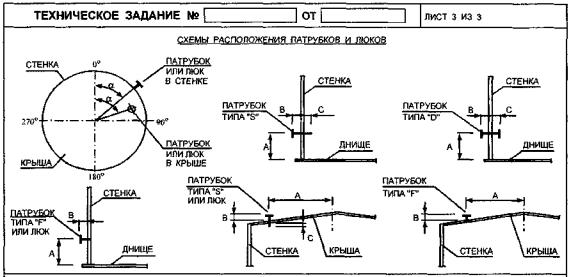 ТЕХНИЧЕСКОЕ ЗАДАНИЕ № ОТ ЛИСТ 3 ИЗ 3
СХЕМЫ РАСПОЛОЖЕНИЯ ПАТРУБКОВ И ЛЮКОВ
СТЕНКА
0°
α
α
270°
90°
180°
КРЫША
ПАТРУБОК
ИЛИ ЛЮК
В СТЕНКЕ
ПАТРУБОК
ИЛИ ЛЮК
В КРЫШЕ
СТЕНКА
ПАТРУБОК
ТИПА "S"
B
C
A
ДНИЩЕ
СТЕНКА
ПАТРУБОК
ТИПА "D"
B
C
A
ДНИЩЕ
СТЕНКА
ПАТРУБОК
ТИПА "F"
ИЛИ ЛЮК
B
A
ДНИЩЕ
ПАТРУБОК
ТИПА "S"
ИЛИ ЛЮК
A
B
C
СТЕНКА
КРЫША
ПАТРУБОК
ТИПА "F"
A
B
СТЕНКА
КРЫША